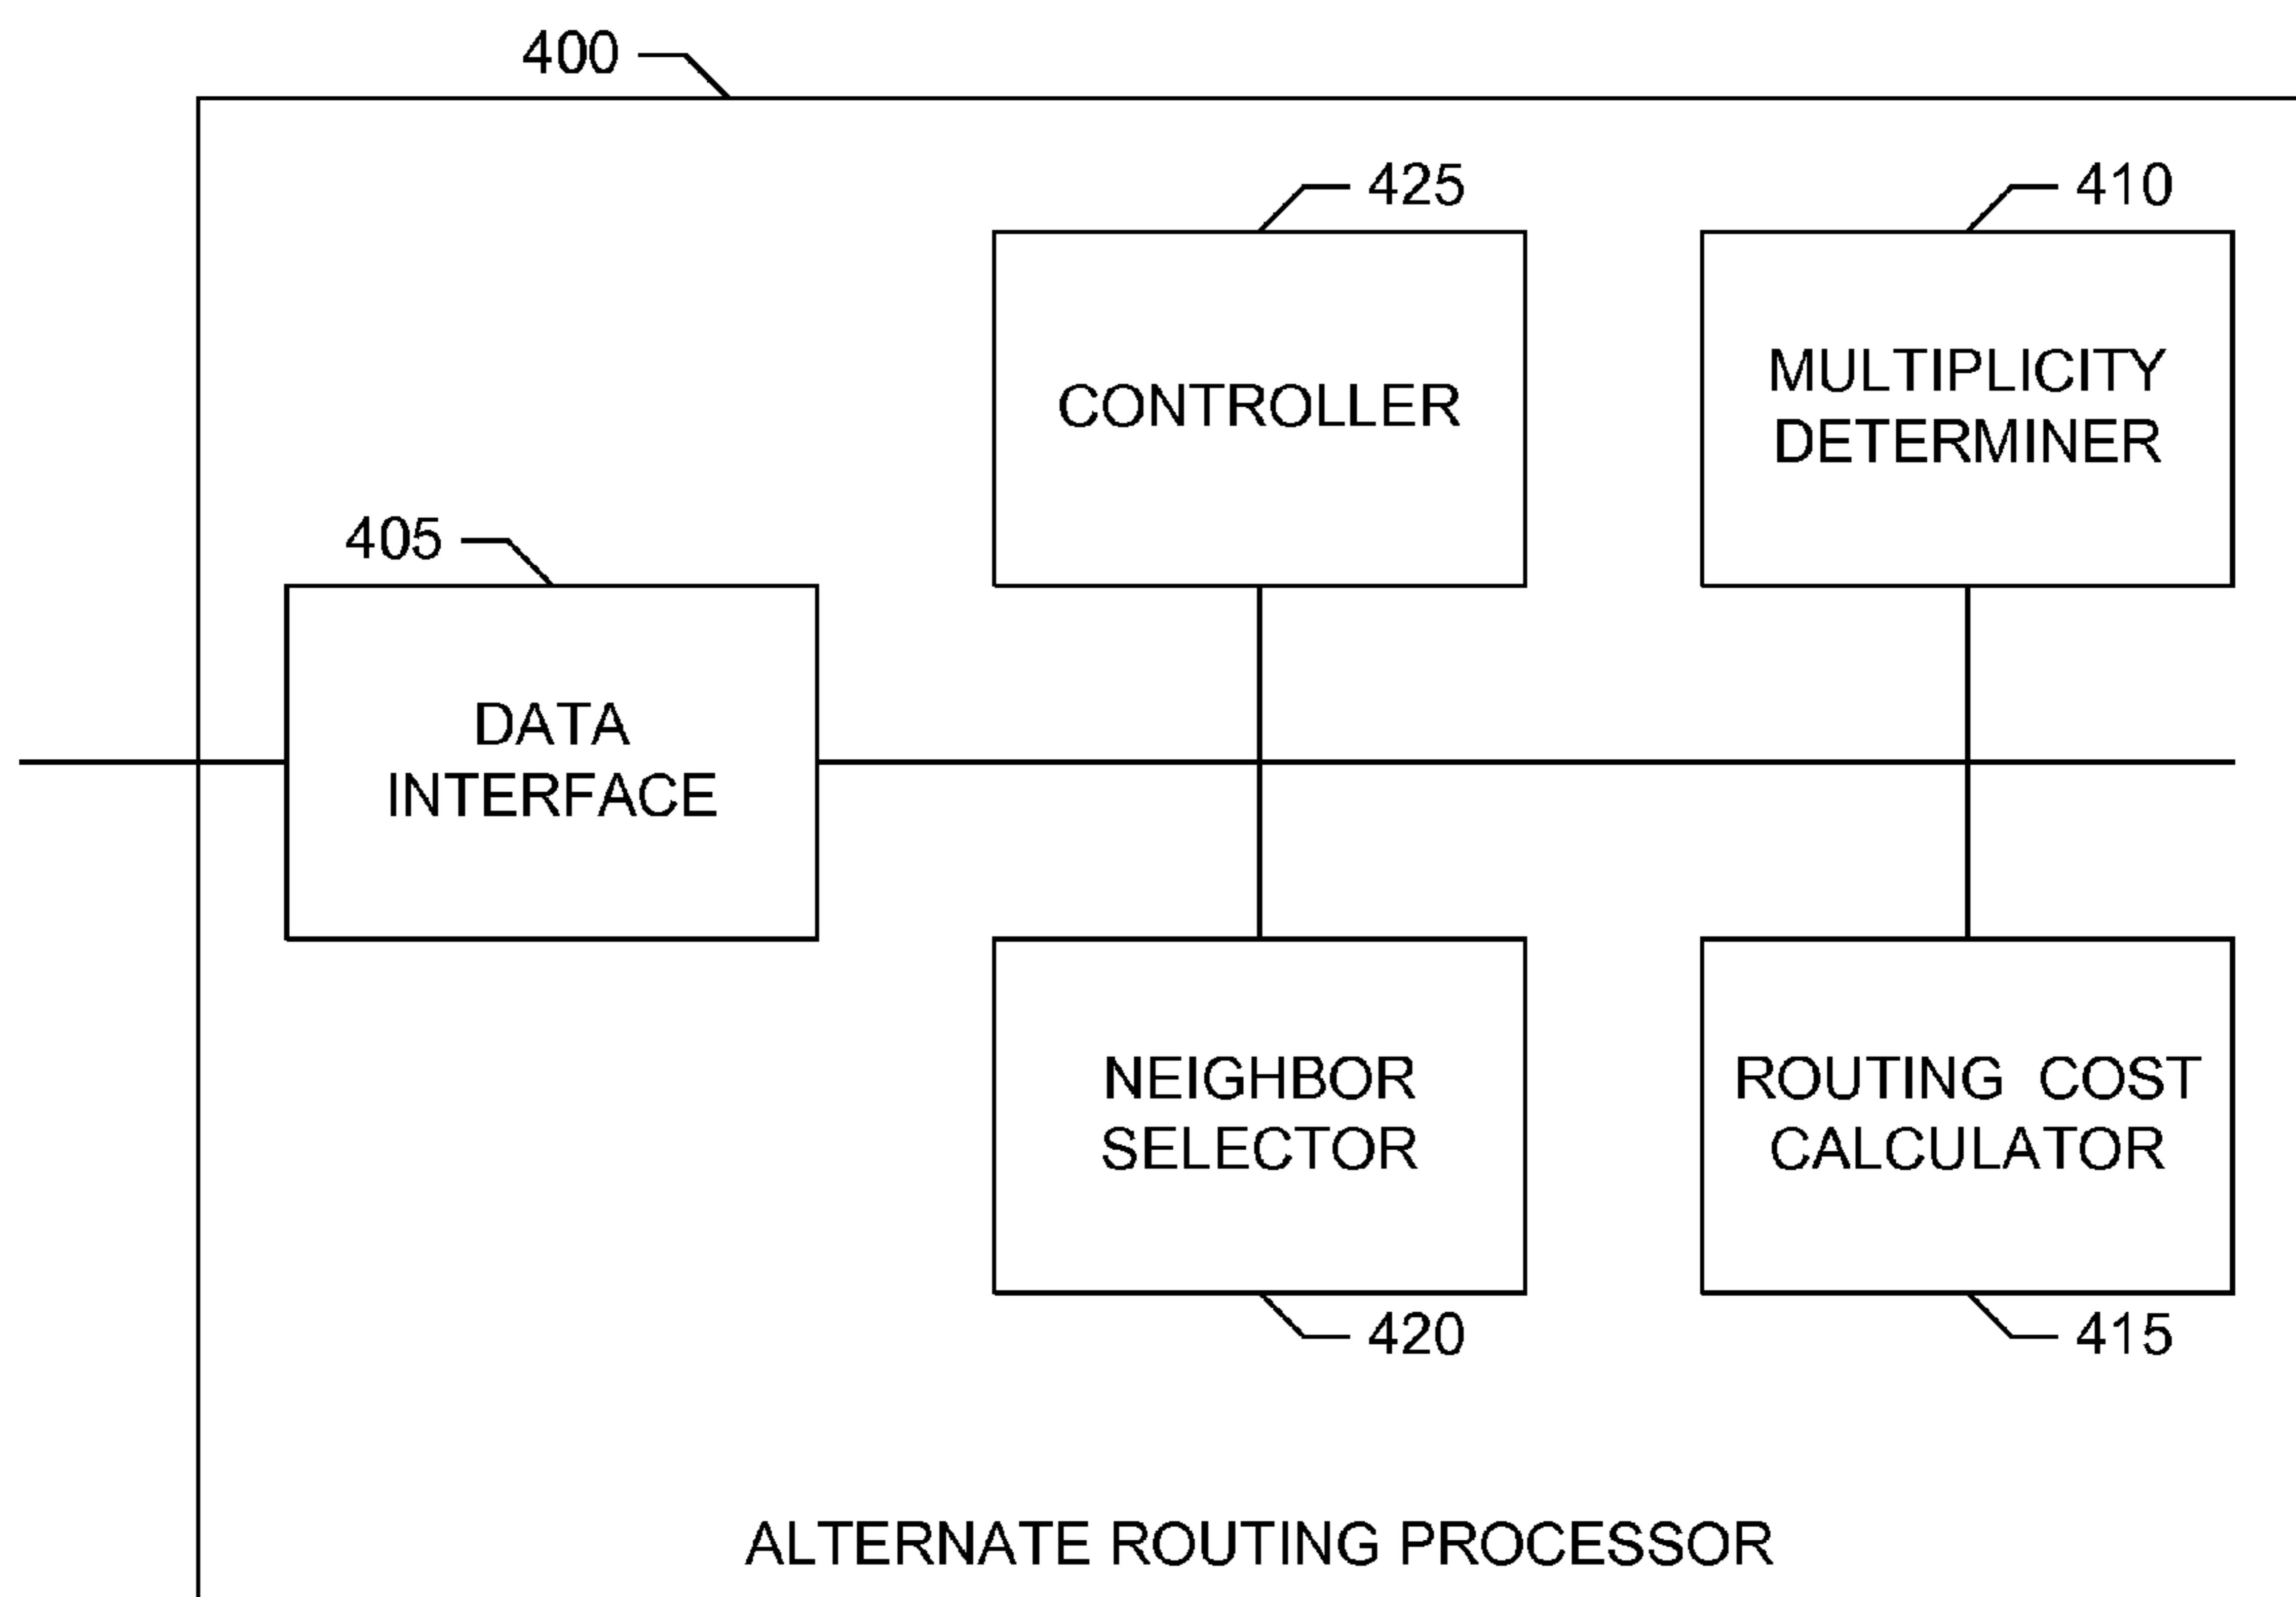 400
425
410
CONTROLLER
MULTIPLICITY
DETERMINER
405
DATA
INTERFACE
NEIGHBOR
SELECTOR
ROUTING COST
CALCULATOR
420
415
ALTERNATE ROUTING PROCESSOR